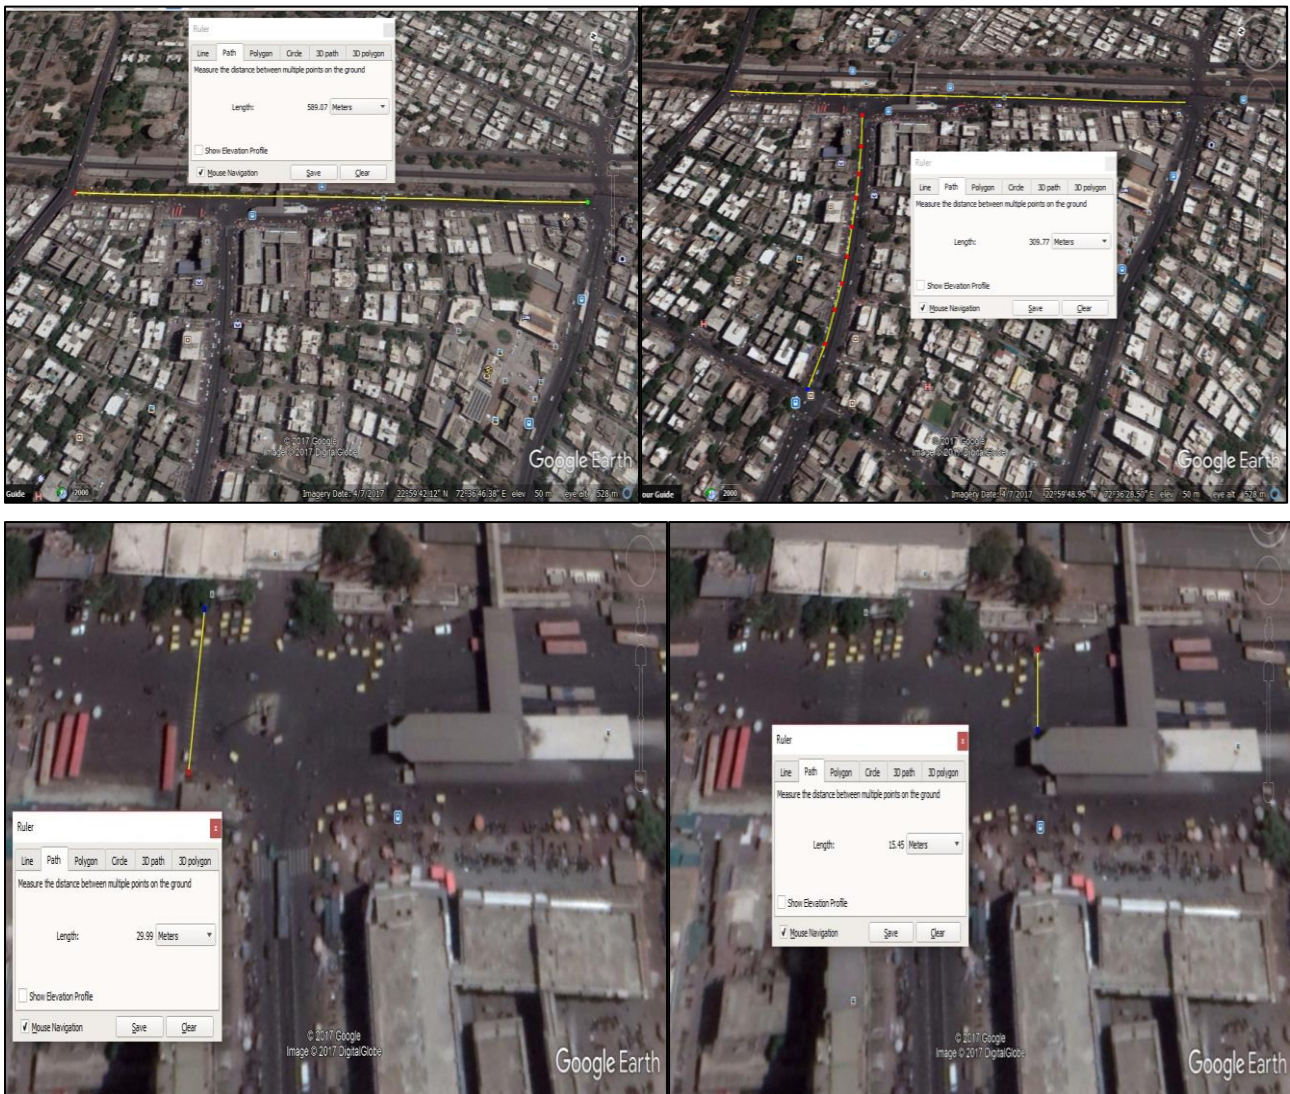 Ruler
Line Path Polygon Circle 3D path 3D polygon
Measure the distance between multiple points on the ground
Length: 589.07 Meters
Show Elevation Profile
Mouse Navigation Save Clear
© 2017 Google
Image © 2017 DigitalGlobe
Google Earth
Guide 2000 Imagery Date: 4/7/2017 22°59'42.12" N 72°36'46.38" E elev 50 m eye alt 528 m
Ruler
Line Path Polygon Circle 3D path 3D polygon
Measure the distance between multiple points on the ground
Length: 309.77 Meters
Show Elevation Profile
Mouse Navigation Save Clear
© 2017 Google
Image © 2017 DigitalGlobe
Google Earth
our Guide 2000 Imagery Date: 4/7/2017 22°59'48.96" N 72°36'28.50" E elev 50 m eye alt 528 m
Ruler
Line Path Polygon Circle 3D path 3D polygon
Measure the distance between multiple points on the ground
Length: 29.99 Meters
Show Elevation Profile
Mouse Navigation Save Clear
© 2017 Google
Image © 2017 DigitalGlobe
Google Earth
Ruler
Line Path Polygon Circle 3D path 3D polygon
Measure the distance between multiple points on the ground
Length: 15.45 Meters
Show Elevation Profile
Mouse Navigation Save Clear
© 2017 Google
Image © 2017 DigitalGlobe
Google Earth